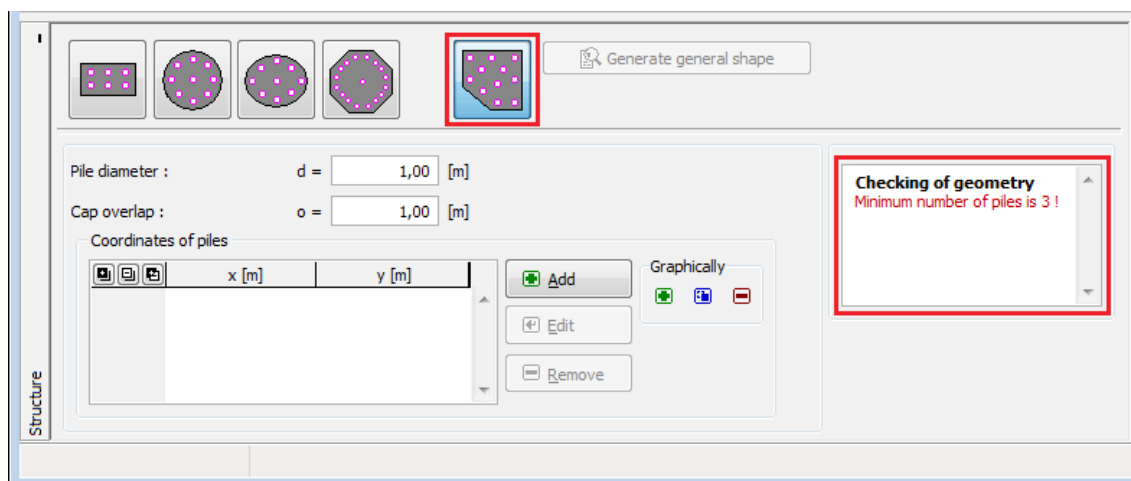 Generate general shape
Pile diameter : d = 1,00 [m]
Cap overlap : o = 1,00 [m]
Checking of geometry
Minimum number of piles is 3 !
Coordinates of piles
x [m] y [m]
Add
Edit
Remove
Graphically
Structure